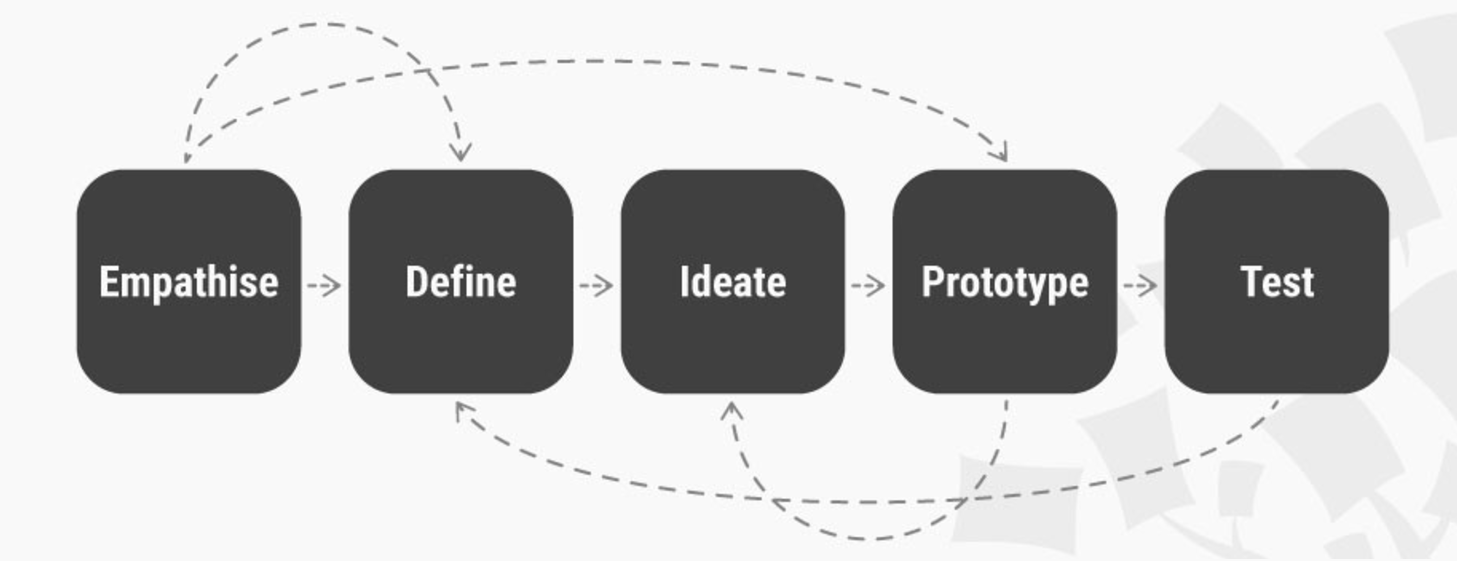 Empathise
Define
Ideate
Prototype
Test